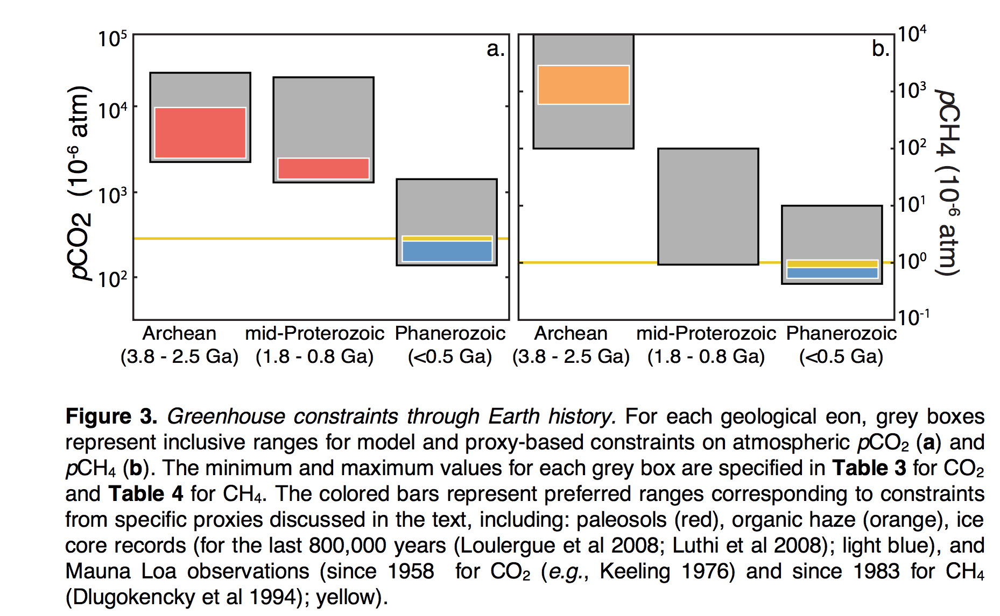 10⁵
10⁴
10³
10²
pCO2 (10⁻⁶ atm)
a.
b.
10⁴
10³
10²
10¹
10⁰
10⁻¹
pCH4 (10⁻⁶ atm)
Archean mid-Proterozoic Phanerozoic Archean mid-Proterozoic Phanerozoic
(3.8 - 2.5 Ga) (1.8 - 0.8 Ga) (<0.5 Ga) (3.8 - 2.5 Ga) (1.8 - 0.8 Ga) (<0.5 Ga)
Figure 3. Greenhouse constraints through Earth history. For each geological eon, grey boxes
represent inclusive ranges for model and proxy-based constraints on atmospheric pCO₂ (a) and
pCH₄ (b). The minimum and maximum values for each grey box are specified in Table 3 for CO₂
and Table 4 for CH₄. The colored bars represent preferred ranges corresponding to constraints
from specific proxies discussed in the text, including: paleosols (red), organic haze (orange), ice
core records (for the last 800,000 years (Loulergue et al 2008; Luthi et al 2008); light blue), and
Mauna Loa observations (since 1958 for CO₂ (e.g., Keeling 1976) and since 1983 for CH₄
(Dlugokencky et al 1994); yellow).